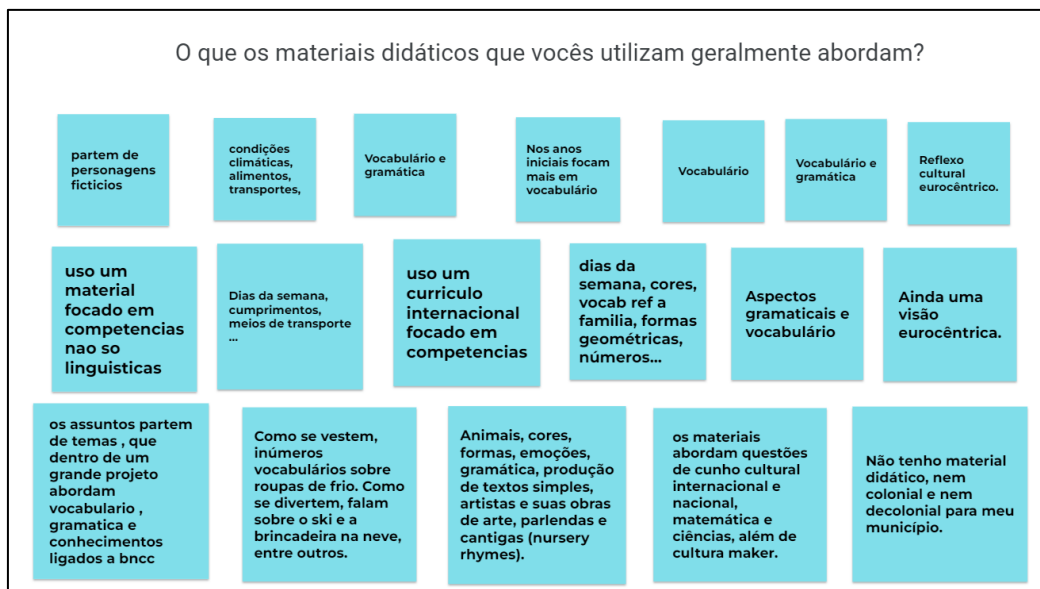 O que os materiais didáticos que vocês utilizam geralmente abordam?
partem de
personagens
ficticios
condições
climáticas,
alimentos,
transportes,
Vocabulário e
gramática
Nos anos
iniciais focam
mais em
vocabulário
Vocabulário
Vocabulário e
gramática
Reflexo
cultural
eurocêntrico.
uso um
material
focado em
competencias
nao so
linguisticas
Dias da semana,
cumprimentos,
meios de transporte
...
uso um
curriculo
internacional
focado em
competencias
dias da
semana, cores,
vocab ref a
familia, formas
geométricas,
números...
Aspectos
gramaticais e
vocabulário
Ainda uma
visão
eurocêntrica.
os assuntos partem
de temas , que
dentro de um
grande projeto
abordam
vocabulario ,
gramatica e
conhecimentos
ligados a bncc
Como se vestem,
inúmeros
vocabulários sobre
roupas de frio. Como
se divertem, falam
sobre o ski e a
brincadeira na neve,
entre outros.
Animais, cores,
formas, emoções,
gramática, produção
de textos simples,
artistas e suas obras
de arte, parlendas e
cantigas (nursery
rhymes).
os materiais
abordam questões
de cunho cultural
internacional e
nacional,
matemática e
ciências, além de
cultura maker.
Não tenho material
didático, nem
colonial e nem
decolonial para meu
município.